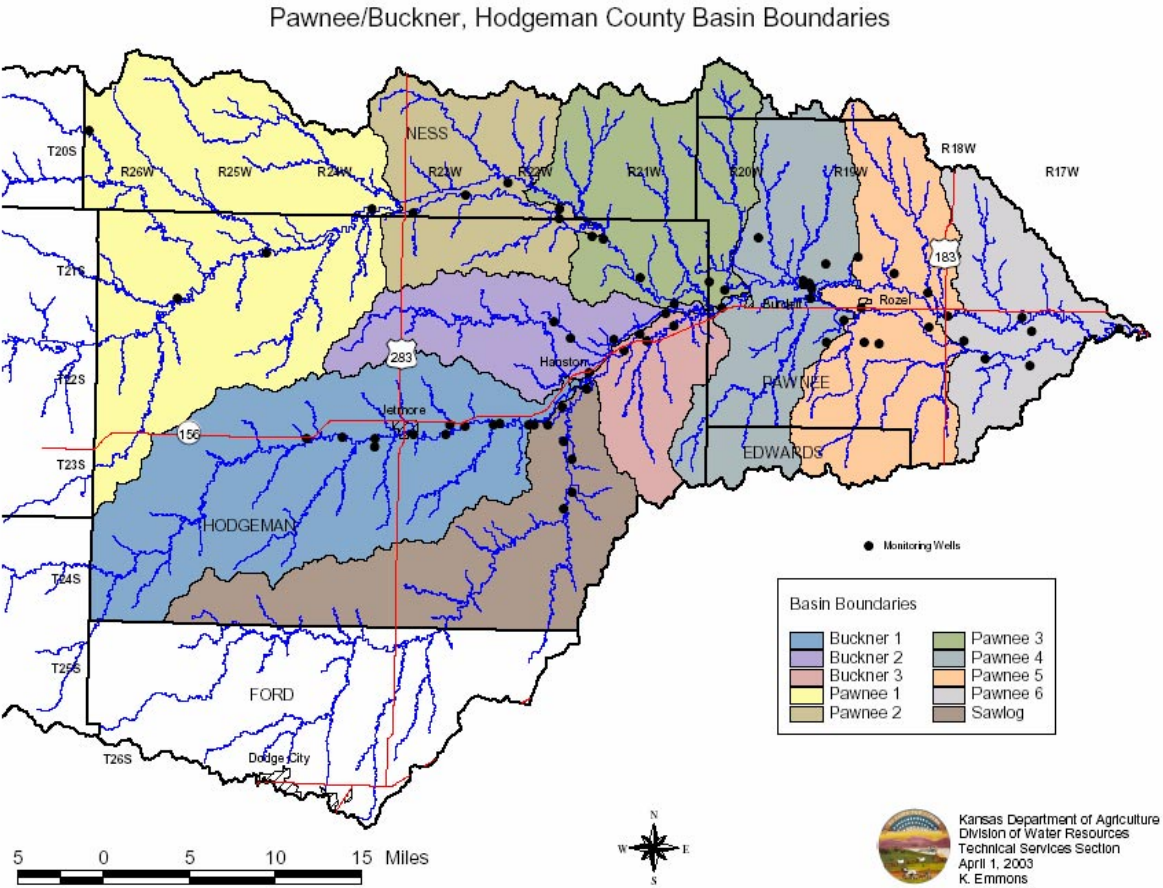 Pawnee/Buckner, Hodgeman County Basin Boundaries
NESS
R18W
T20S
R26W
R25W
R24W
R23W
R22W
R21W
R20W
R19W
R17W
T21S
183
Burdett
Rozel
283
Hanston
T22S
PAWNEE
Jetmore
156
T23S
EDWARDS
HODGEMAN
Monitoring Wells
T24S
Basin Boundaries
Buckner 1
Buckner 2
Buckner 3
Pawnee 1
Pawnee 2
Pawnee 3
Pawnee 4
Pawnee 5
Pawnee 6
Sawlog
T25S
FORD
T26S
Dodge City
N
W E
S
5 0 5 10 15 Miles
Kansas Department of Agriculture
Division of Water Resources
Technical Services Section
April 1, 2003
K. Emmons